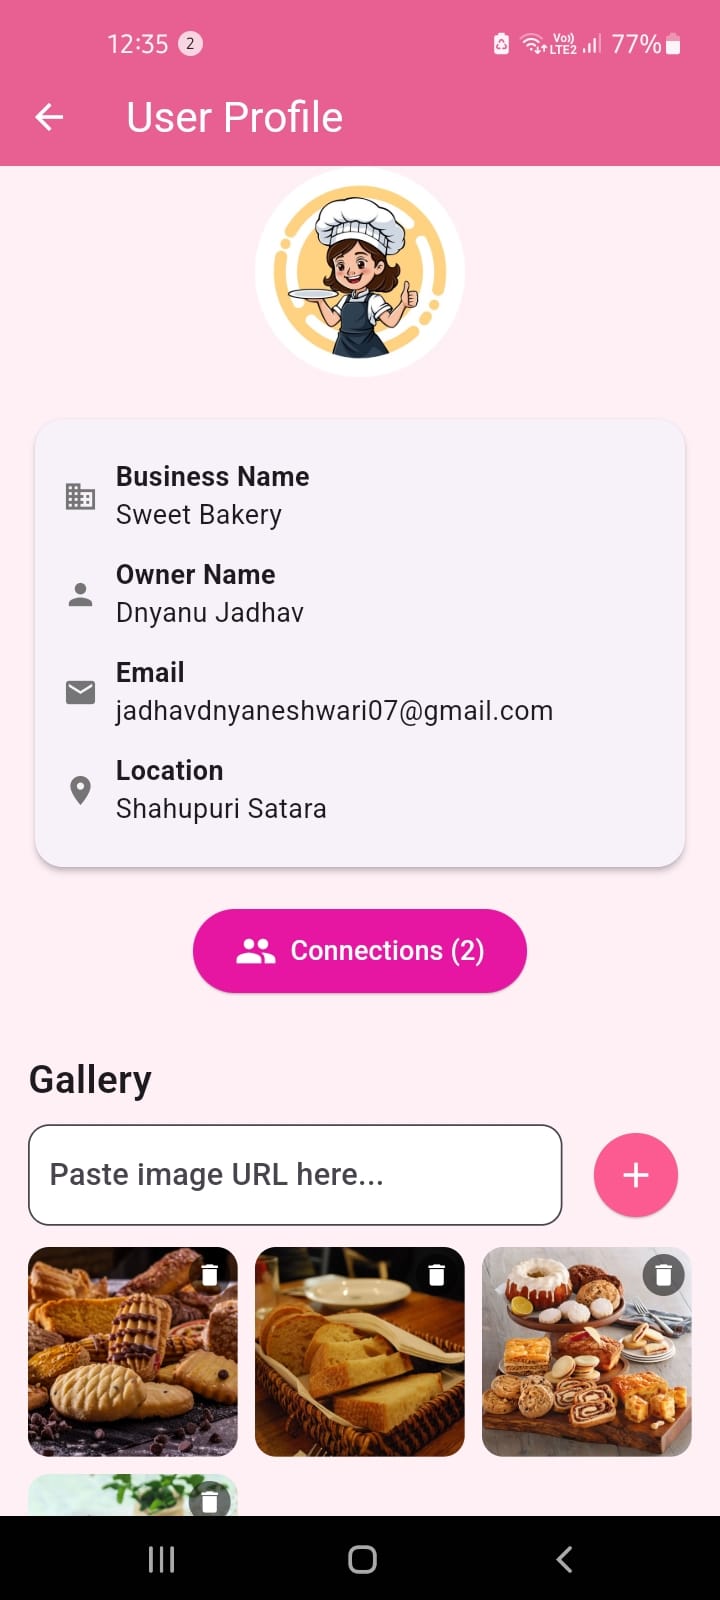 12:35 2 Vo)) LTE2 77%
User Profile
Business Name
Sweet Bakery
Owner Name
Dnyanu Jadhav
Email
jadhavdnyaneshwari07@gmail.com
Location
Shahupuri Satara
Connections (2)
Gallery
Paste image URL here...